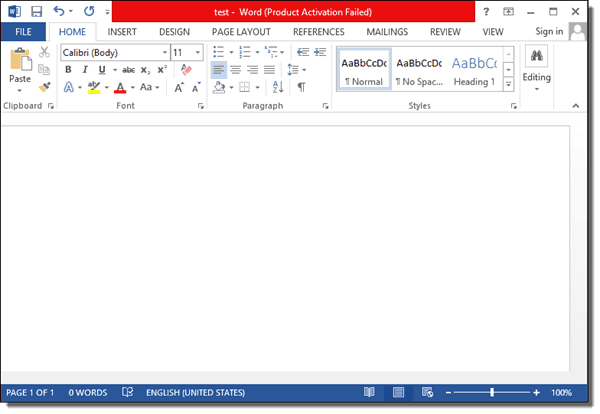 test - Word (Product Activation Failed)
FILE HOME INSERT DESIGN PAGE LAYOUT REFERENCES MAILINGS REVIEW VIEW Sign in
Calibri (Body) 11
Paste
B I U abc x₂ x²
A ab A Aa A A
AaBbCcDc AaBbCcDc AaBbCc
¶ Normal ¶ No Spac... Heading 1
Editing
Clipboard Font Paragraph Styles
PAGE 1 OF 1 0 WORDS ENGLISH (UNITED STATES) 100%